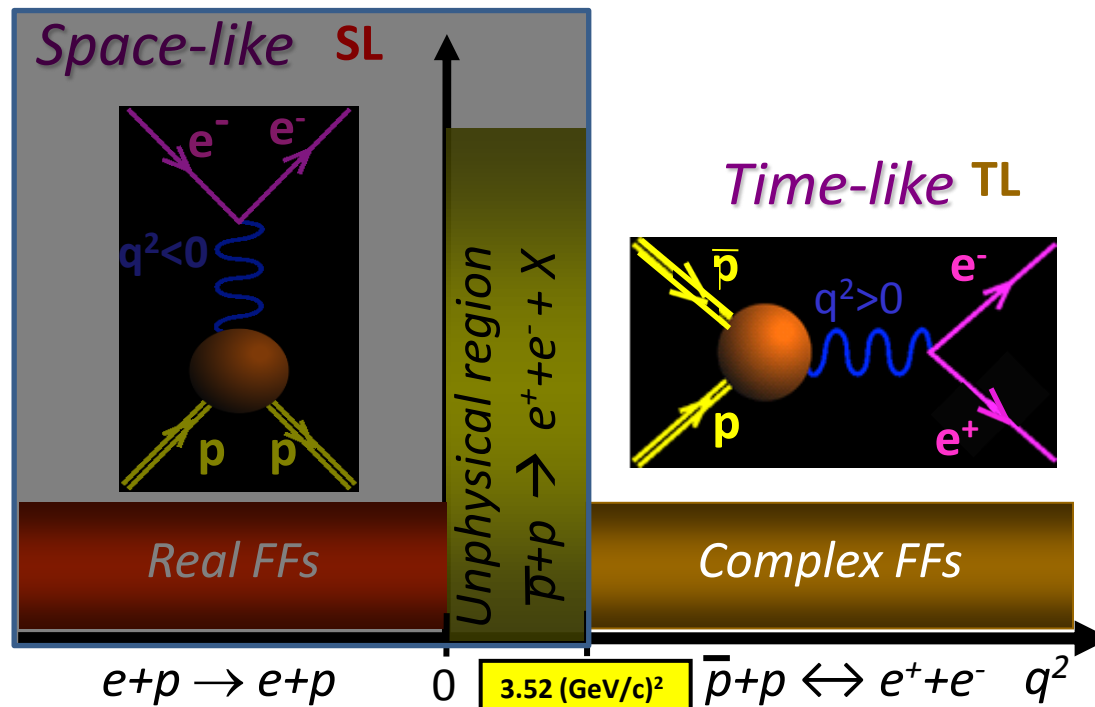 Space-like SL
e- e-
q²<0
p p
Real FFs
Unphysical region
p̅+p → e⁺+e⁻ + X
Time-like TL
p̅
q²>0
e-
p
e+
Complex FFs
e+p → e+p
0
3.52 (GeV/c)²
p̅+p ↔ e⁺+e⁻ q²